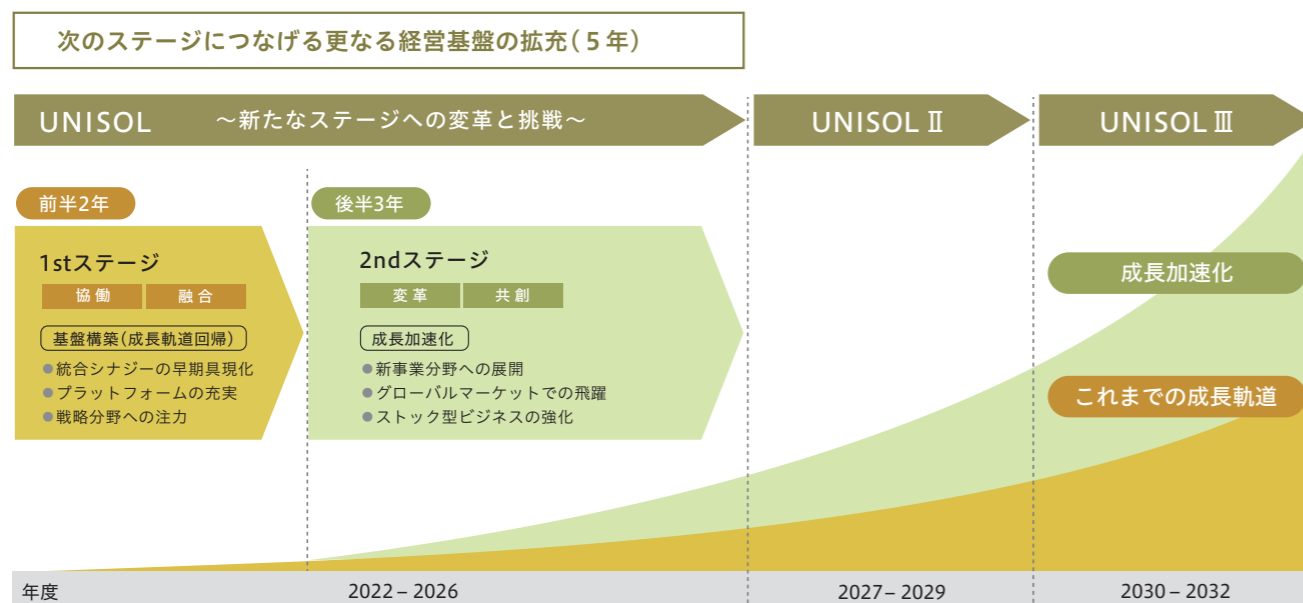 次のステージにつなげる更なる経営基盤の拡充(5年)
UNISOL ～新たなステージへの変革と挑戦～
UNISOL Ⅱ
UNISOL Ⅲ
前半2年
1stステージ
協働 融合
基盤構築(成長軌道回帰)
●統合シナジーの早期具現化
●プラットフォームの充実
●戦略分野への注力
後半3年
2ndステージ
変革 共創
成長加速化
●新事業分野への展開
●グローバルマーケットでの飛躍
●ストック型ビジネスの強化
成長加速化
これまでの成長軌道
年度 2022–2026 2027–2029 2030–2032